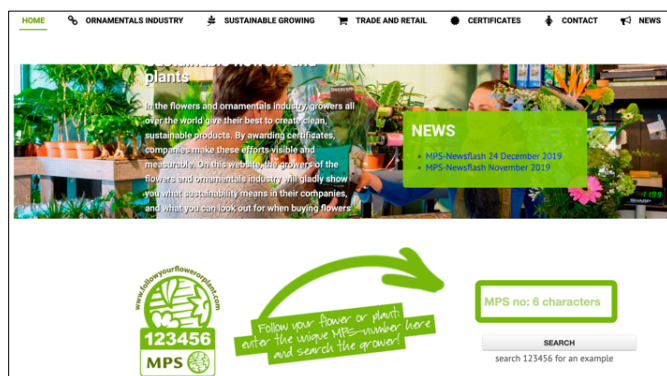 HOME ORNAMENTALS INDUSTRY SUSTAINABLE GROWING TRADE AND RETAIL CERTIFICATES CONTACT NEWS
Sustainable flowers and
plants
In the flowers and ornamentals industry, growers all
over the world give their best to create clean,
sustainable products. By awarding certificates,
companies make these efforts visible and
measurable. On this website, the growers of the
flowers and ornamentals industry will gladly show
you what sustainability means in their companies,
and what you can look out for when buying flowers
NEWS
MPS-Newsflash 24 December 2019
MPS-Newsflash November 2019
www.followyourflowerorplant.com
123456
MPS
Follow your flower or plant:
enter the unique MPS-number here
and search the grower!
MPS no: 6 characters
SEARCH
search 123456 for an example